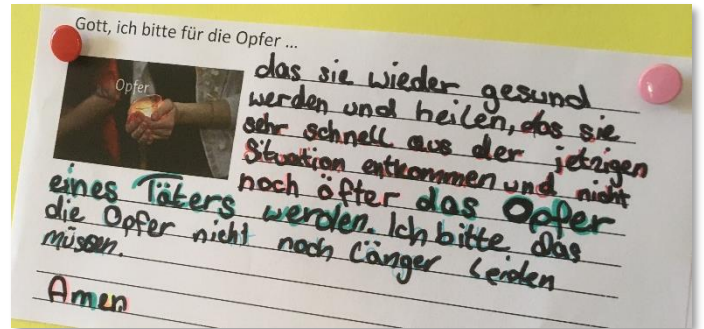 Gott, ich bitte für die Opfer ...
Opfer
das sie wieder gesund
werden und heilen, das sie
sehr schnell aus der jetzigen
Situation entkommen und nicht
noch öfter das Opfer
eines Täters werden. Ich bitte das
die Opfer nicht noch länger leiden
müssen.
Amen